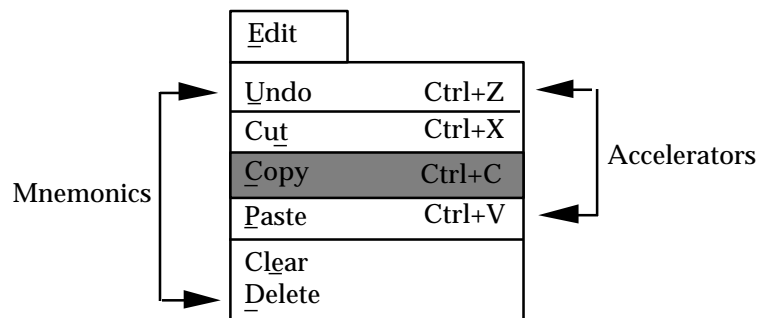 Edit
Undo Ctrl+Z
Cut Ctrl+X
Copy Ctrl+C
Paste Ctrl+V
Clear
Delete
Mnemonics
Accelerators